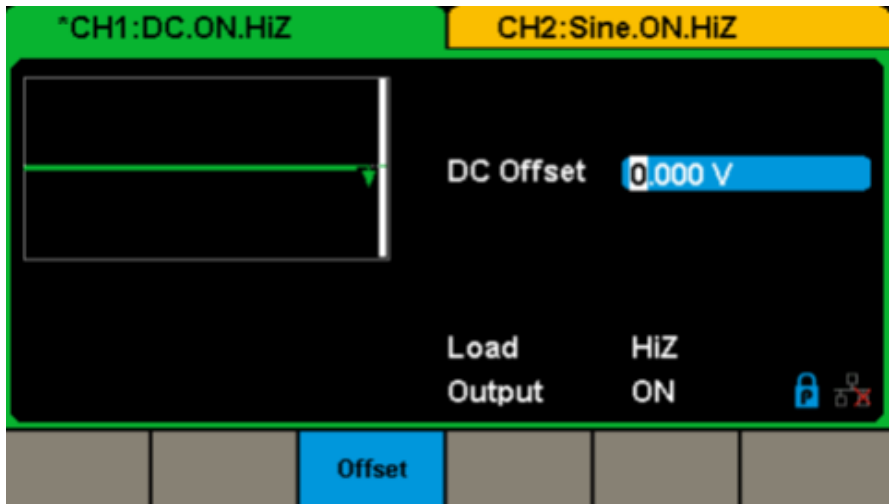 *CH1:DC.ON.HiZ CH2:Sine.ON.HiZ
DC Offset 0.000 V
Load HiZ
Output ON
P
Offset